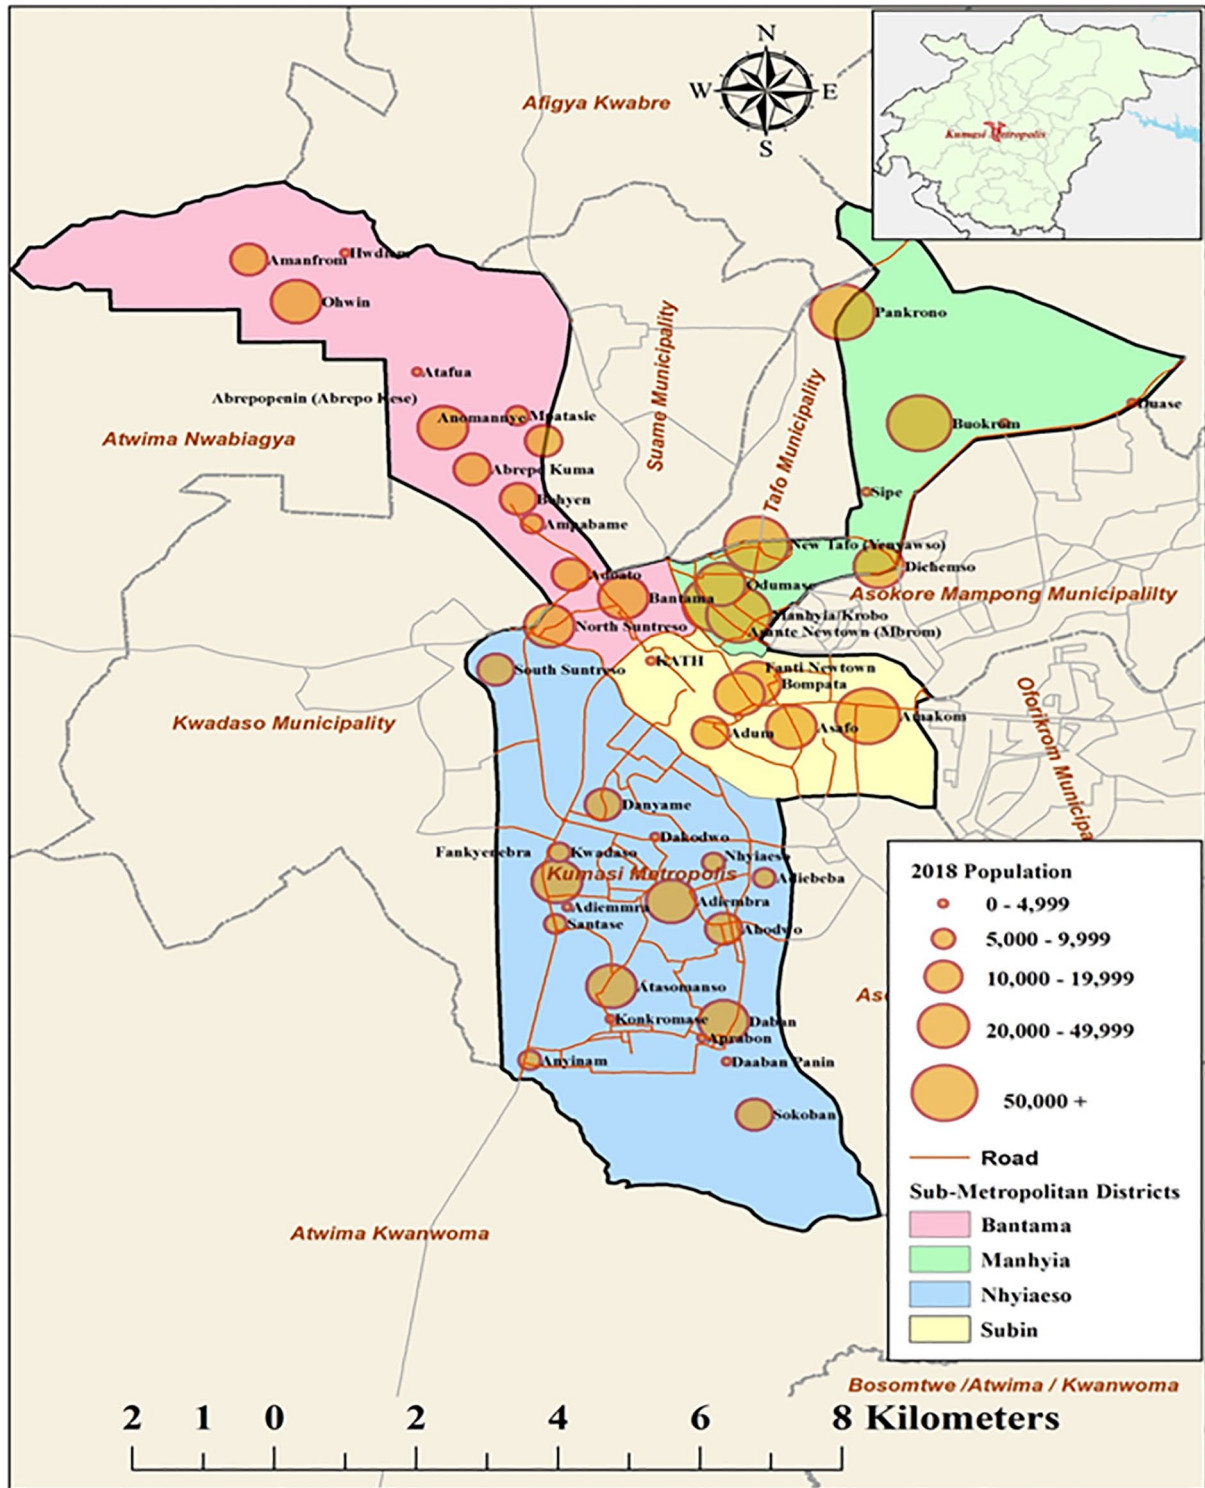 N
W
E
S
Afigya Kwabre
Kumasi Metropolis
Amanfrom
Ohwin
Pankrono
Suame Municipality
Tafo Municipality
Atafua
Abrepopenin (Abrepo Kese)
Anomannye
Mpatasie
Duase
Buokrom
Atwima Nwabiagya
Abrepo Kuma
Bohyen
Sipe
Ampabame
New Tafo (Yenyawso)
Dichemso
Adoato
Odumase
Asokore Mampong Municipalilty
Bantama
Manhyia/Krobo
North Suntreso
Asante Newtown (Mbrom)
KATH
Fanti Newtown
South Suntreso
Bompata
Oforikrom Municipa
Kwadaso Municipality
Amakom
Adum
Asafo
Danyame
Dakodwo
Fankyenebra
Kwadaso
Nhyiaeso
Kumasi Metropolis
Adiebeba
Adiemmra
Adiembra
Santase
Ahodwo
Atasomanso
Aso
Konkromase
Daban
Aprabon
Anyinam
Daaban Panin
Sokoban
2018 Population
0 - 4,999
5,000 - 9,999
10,000 - 19,999
20,000 - 49,999
50,000 +
Road
Sub-Metropolitan Districts
Bantama
Manhyia
Nhyiaeso
Subin
Atwima Kwanwoma
Bosomtwe /Atwima / Kwanwoma
2 1 0 2 4 6 8 Kilometers